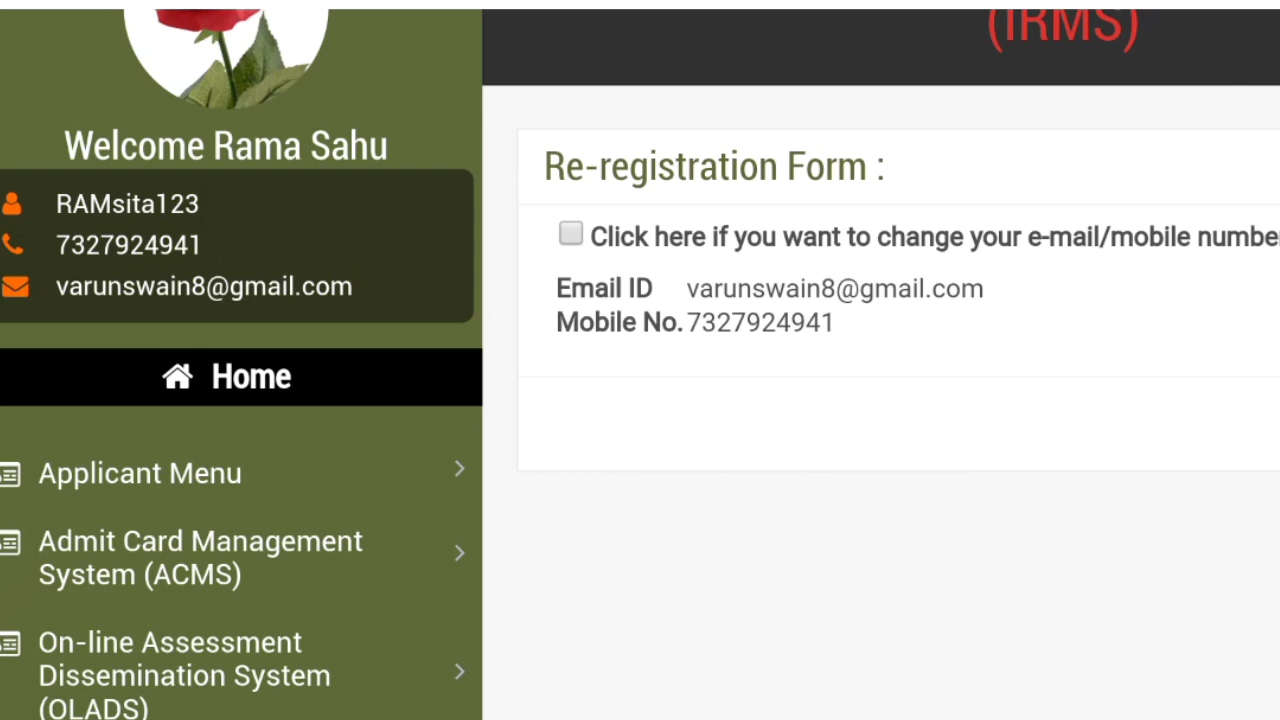 (IRMS)
Welcome Rama Sahu
RAMsita123
7327924941
varunswain8@gmail.com
Home
Applicant Menu
Admit Card Management
System (ACMS)
On-line Assessment
Dissemination System
(OLADS)
Re-registration Form :
Click here if you want to change your e-mail/mobile
Email ID varunswain8@gmail.com
Mobile No. 7327924941